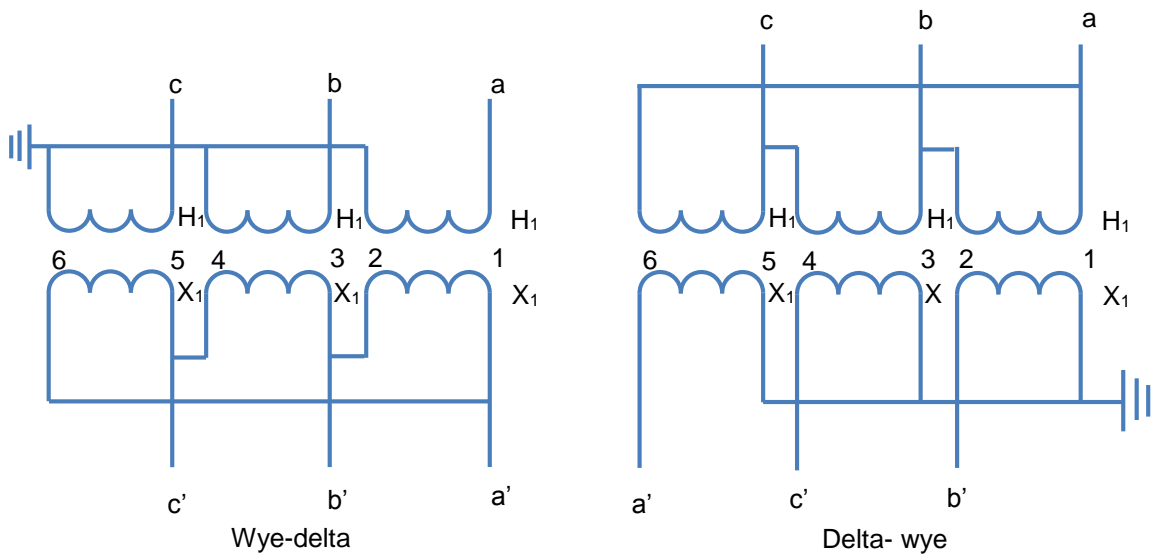 c b a
H₁ H₁ H₁
6 5 4 3 2 1
X₁ X₁ X₁
c’ b’ a’
Wye-delta
c b a
H₁ H₁ H₁
6 5 4 3 2 1
X₁ X X₁
a’ c’ b’
Delta- wye